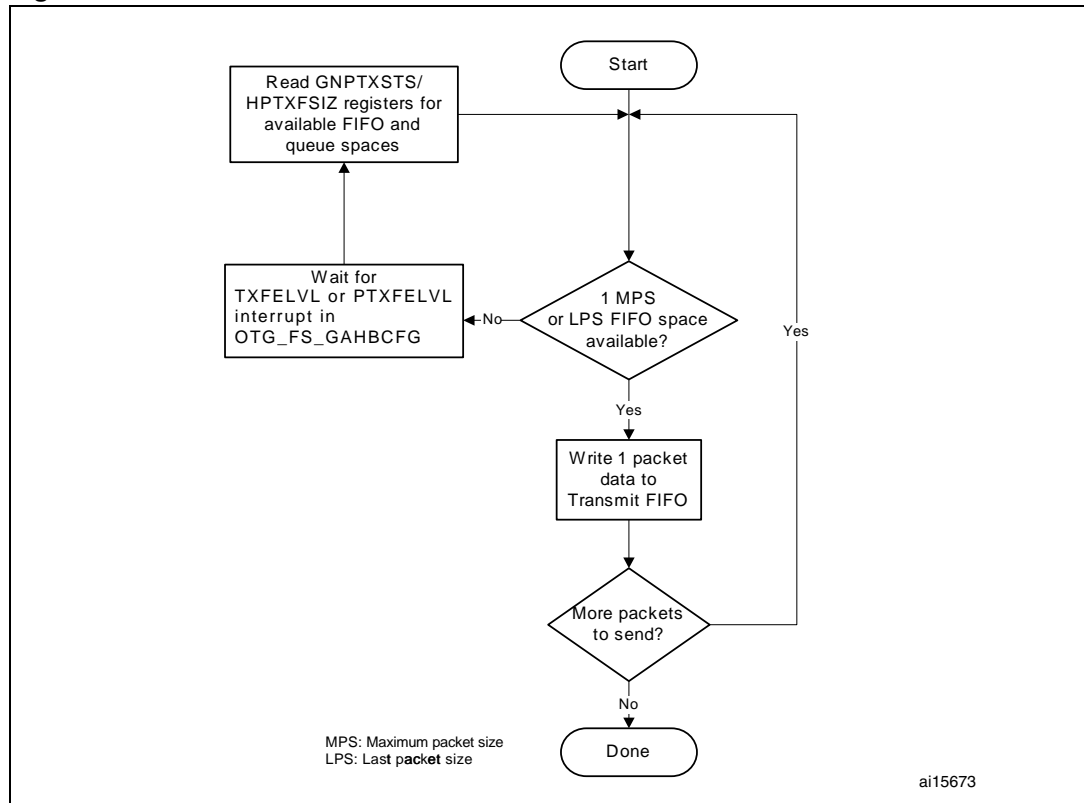 Start
Read GNPTXSTS/
HPTXFSIZ registers for
available FIFO and
queue spaces
Wait for
TXFELVL or PTXFELVL
interrupt in
OTG_FS_GAHBCFG
No
1 MPS
or LPS FIFO space
available?
Yes
Yes
Write 1 packet
data to
Transmit FIFO
More packets
to send?
No
Done
MPS: Maximum packet size
LPS: Last packet size
ai15673